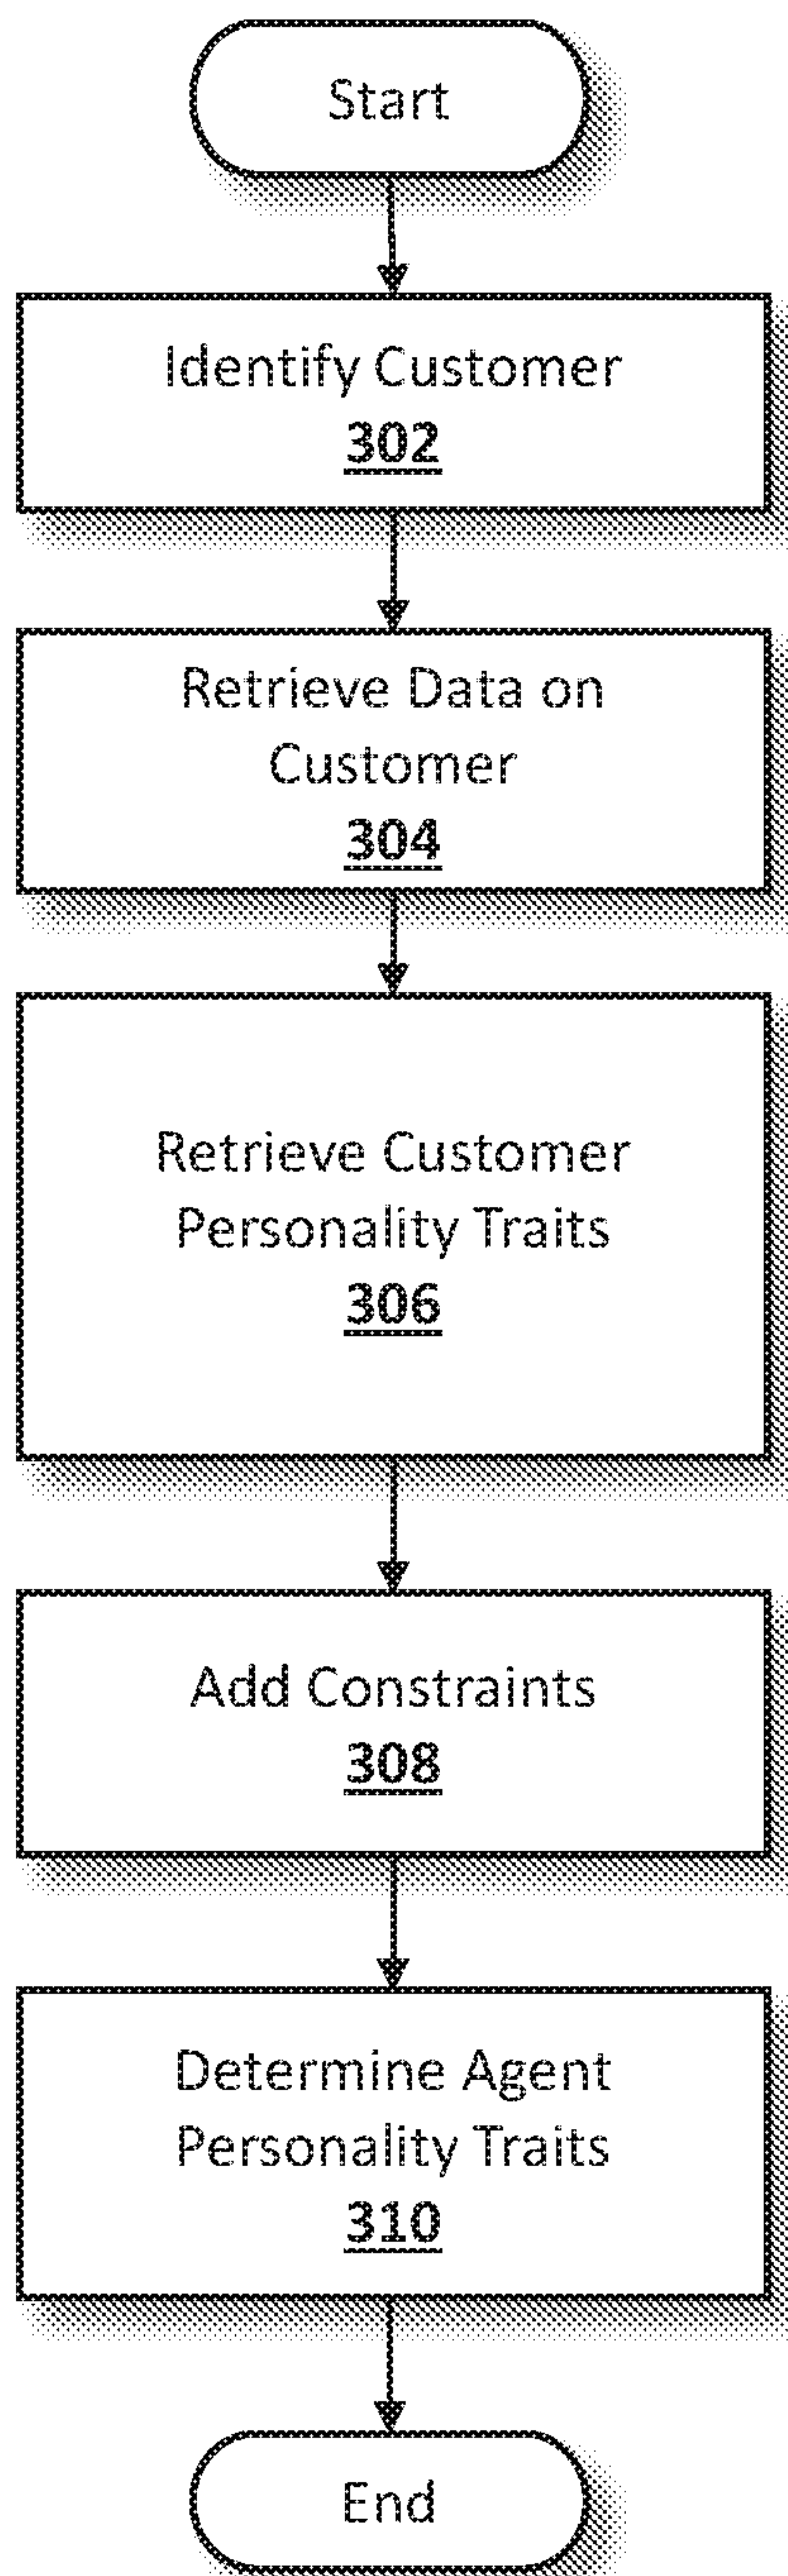 Start
Identify Customer
302
Retrieve Data on
Customer
304
Retrieve Customer
Personality Traits
306
Add Constraints
308
Determine Agent
Personality Traits
310
End